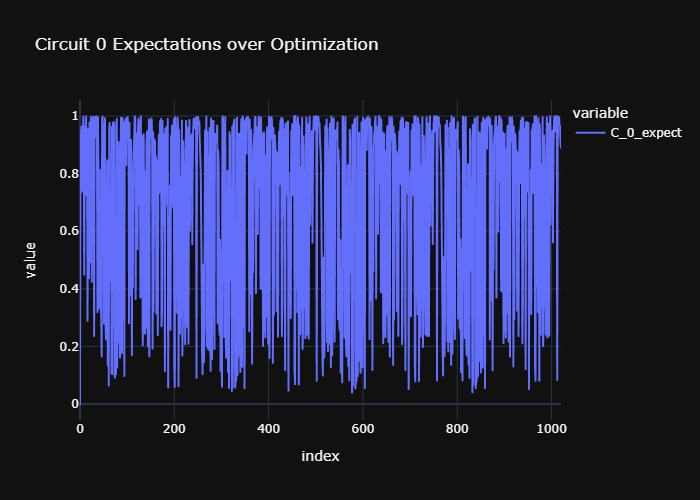 Circuit 0 Expectations over Optimization
variable
C_0_expect
value
1
0.8
0.6
0.4
0.2
0
0
200
400
600
800
1000
index